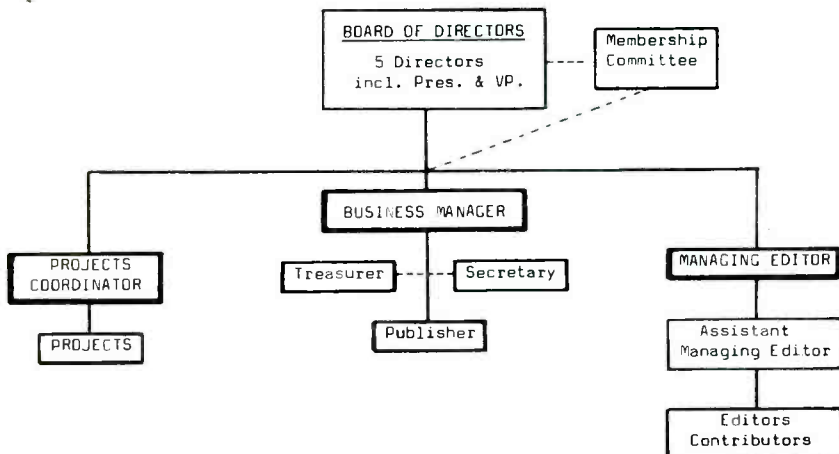 BOARD OF DIRECTORS
5 Directors
incl. Pres. & VP.
Membership
Committee
BUSINESS MANAGER
PROJECTS
COORDINATOR
Treasurer
Secretary
MANAGING EDITOR
PROJECTS
Publisher
Assistant
Managing Editor
Editors
Contributors